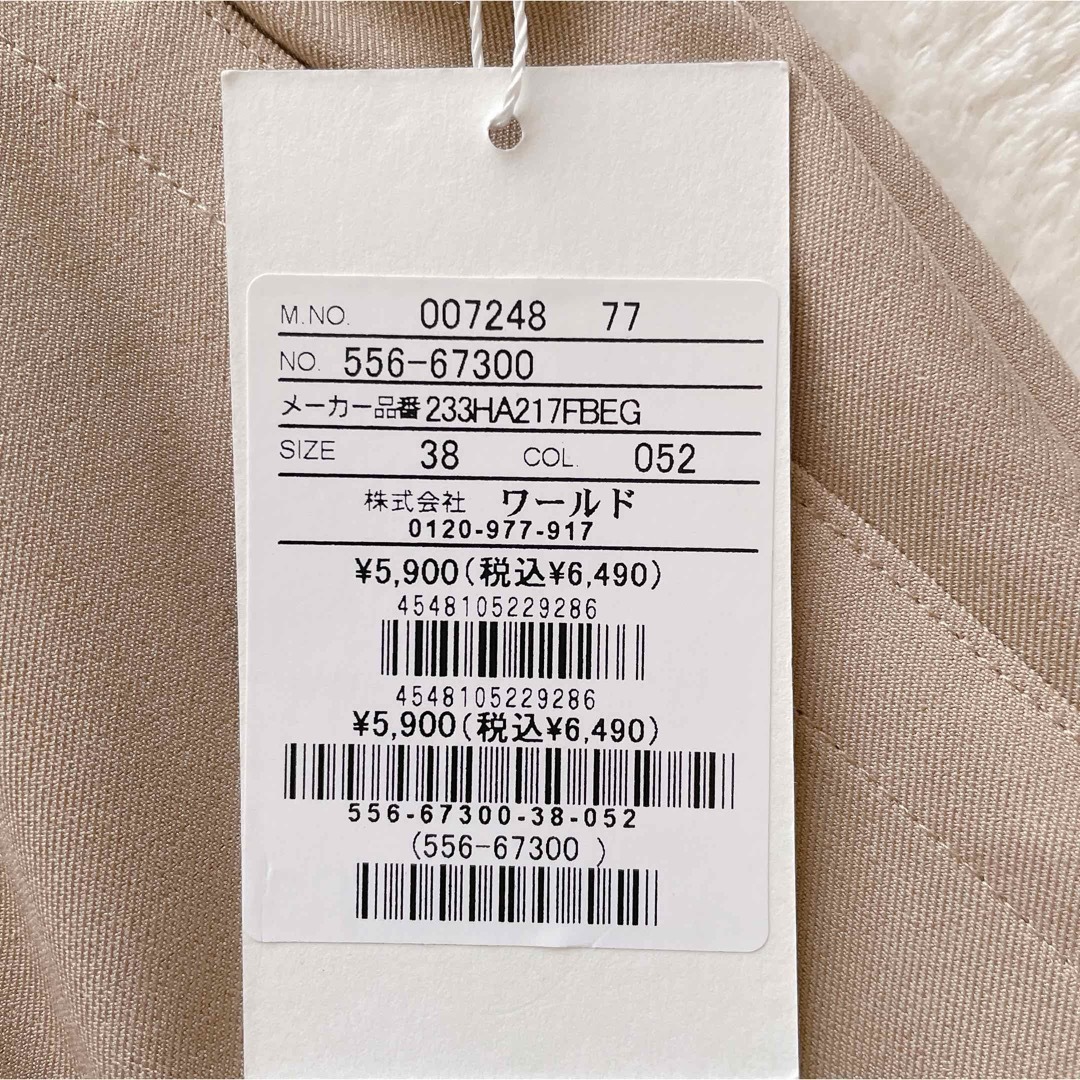 M.NO. 007248 77
NO. 556-67300
メーカー品番233HA217FBEG
SIZE 38 COL. 052
株式会社 ワールド
0120-977-917
¥5,900(税込¥6,490)
4548105229286
4548105229286
¥5,900(税込¥6,490)
556-67300-38-052
(556-67300 )